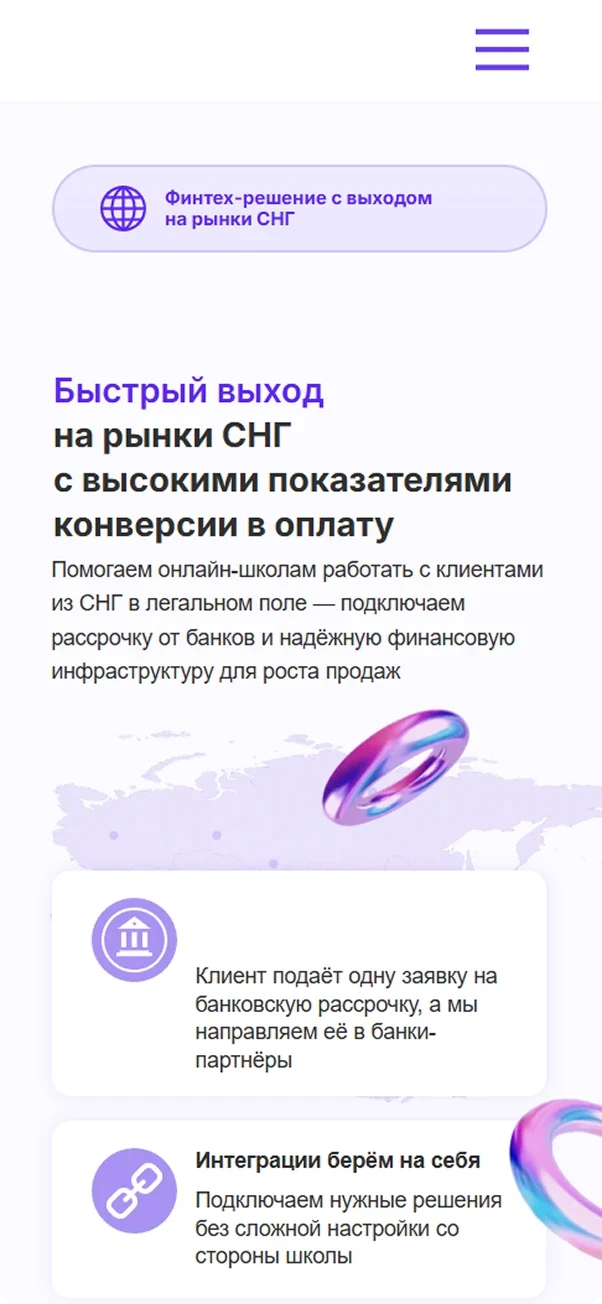 Финтех-решение с выходом
на рынки СНГ
Быстрый выход
на рынки СНГ
с высокими показателями
конверсии в оплату
Помогаем онлайн-школам работать с клиентами
из СНГ в легальном поле — подключаем
рассрочку от банков и надёжную финансовую
инфраструктуру для роста продаж
Клиент подаёт одну заявку на
банковскую рассрочку, а мы
направляем её в банки-
партнёры
Интеграции берём на себя
Подключаем нужные решения
без сложной настройки со
стороны школы